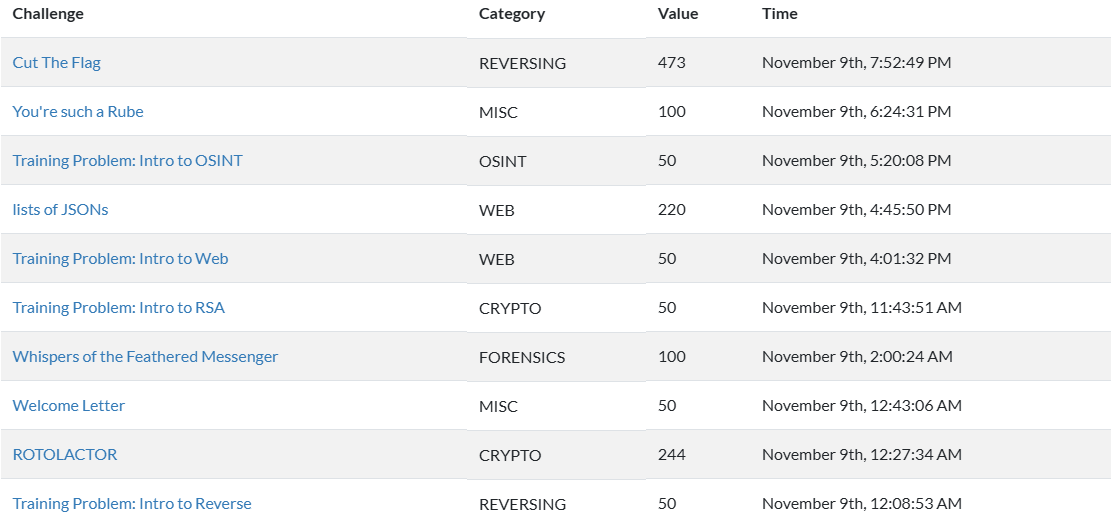 Challenge Category Value Time
Cut The Flag REVERSING 473 November 9th, 7:52:49 PM
You're such a Rube MISC 100 November 9th, 6:24:31 PM
Training Problem: Intro to OSINT OSINT 50 November 9th, 5:20:08 PM
lists of JSONs WEB 220 November 9th, 4:45:50 PM
Training Problem: Intro to Web WEB 50 November 9th, 4:01:32 PM
Training Problem: Intro to RSA CRYPTO 50 November 9th, 11:43:51 AM
Whispers of the Feathered Messenger FORENSICS 100 November 9th, 2:00:24 AM
Welcome Letter MISC 50 November 9th, 12:43:06 AM
ROTOLACTOR CRYPTO 244 November 9th, 12:27:34 AM
Training Problem: Intro to Reverse REVERSING 50 November 9th, 12:08:53 AM